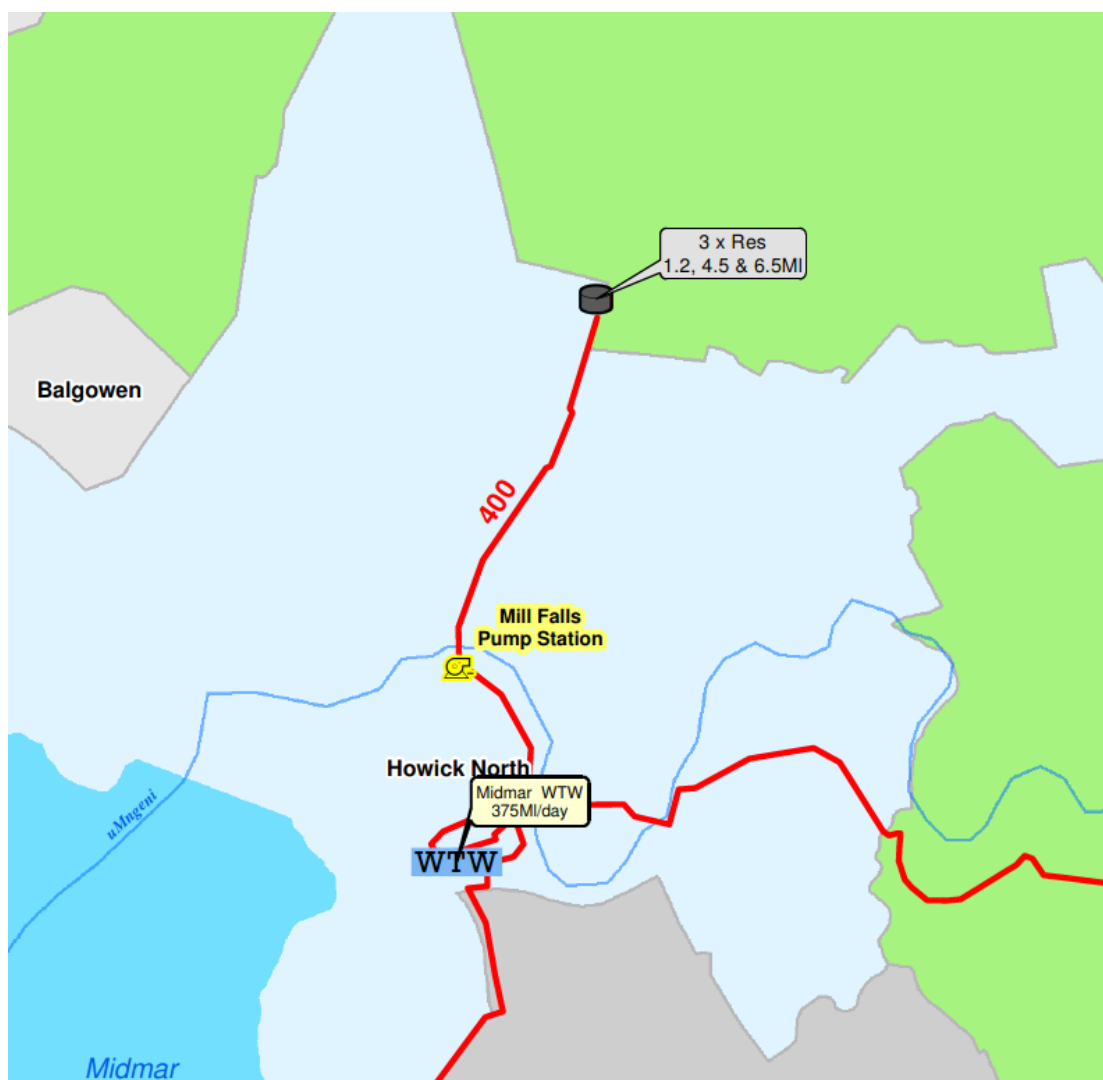 3 x Res
1.2, 4.5 & 6.5Ml
Balgowen
400
Mill Falls
Pump Station
Howick North
Midmar WTW
375Ml/day
uMngeni
WTW
Midmar